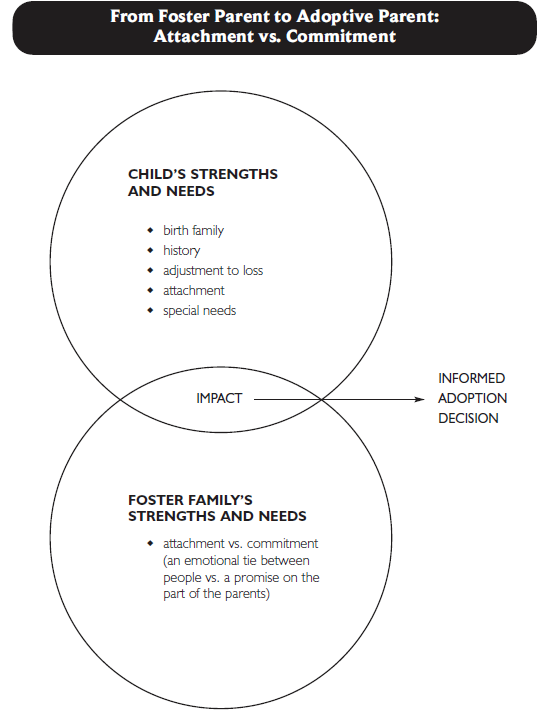 From Foster Parent to Adoptive Parent:
Attachment vs. Commitment
CHILD'S STRENGTHS
AND NEEDS
◆ birth family
◆ history
◆ adjustment to loss
◆ attachment
◆ special needs
IMPACT
INFORMED
ADOPTION
DECISION
FOSTER FAMILY'S
STRENGTHS AND NEEDS
◆ attachment vs. commitment
(an emotional tie between
people vs. a promise on the
part of the parents)